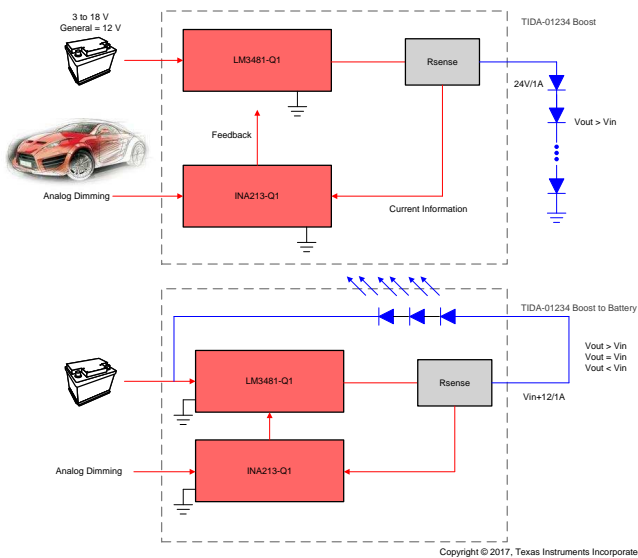 3 to 18 V
General = 12 V
TIDA-01234 Boost
LM3481-Q1
Rsense
24V/1A
Vout > Vin
Feedback
Analog Dimming
INA213-Q1
Current Information
TIDA-01234 Boost to Battery
Vout > Vin
Vout = Vin
Vout < Vin
LM3481-Q1
Rsense
Vin+12/1A
Analog Dimming
INA213-Q1
Copyright © 2017, Texas Instruments Incorporate